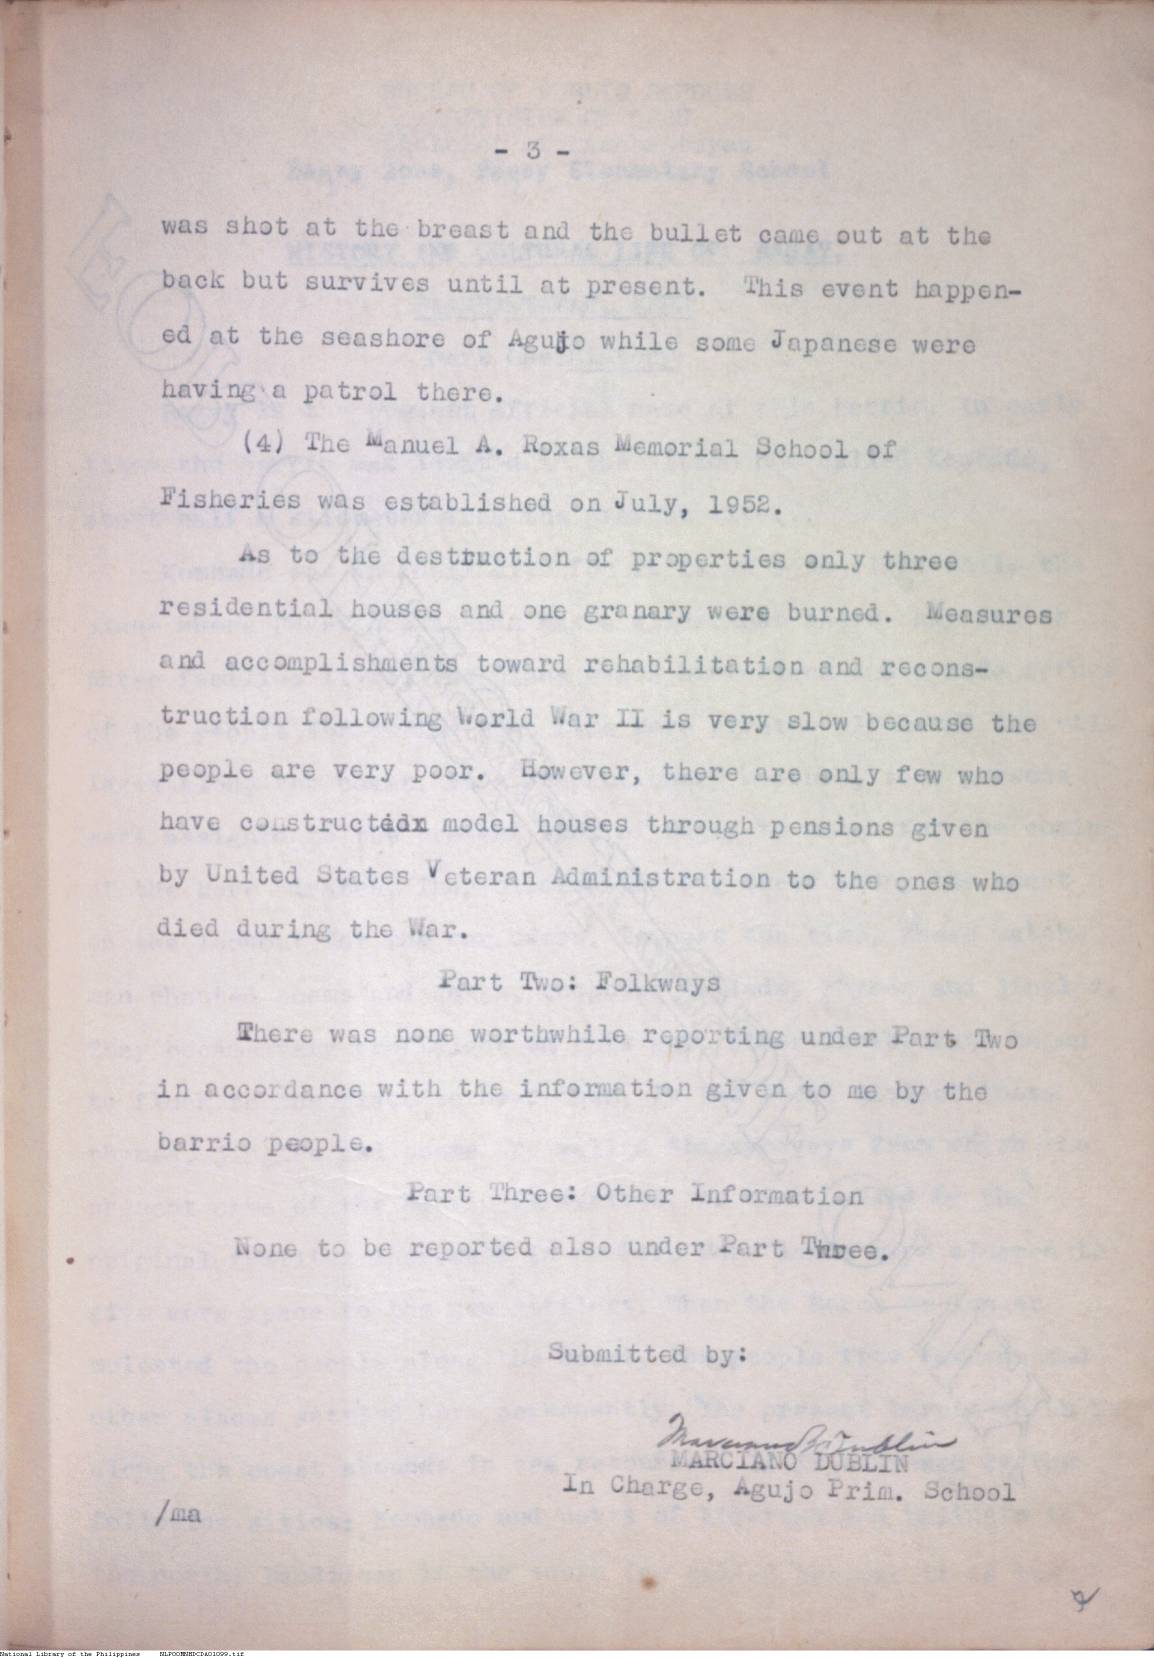 - 3 -
was shot at the breast and the bullet came out at the
back but survives until at present. This event happen-
ed at the seashore of Agujo while some Japanese were
having a patrol there.
(4) The Manuel A. Roxas Memorial School of
Fisheries was established on July, 1952.
As to the destruction of properties only three
residential houses and one granary were burned. Measures
and accomplishments toward rehabilitation and recons-
truction following World War II is very slow because the
people are very poor. However, there are only few who
have constructedx model houses through pensions given
by United States Veteran Administration to the ones who
died during the War.
Part Two: Folkways
There was none worthwhile reporting under Part Two
in accordance with the information given to me by the
barrio people.
Part Three: Other Information
None to be reported also under Part Three.
Submitted by:
MARCIANO DUBLIN
In Charge, Agujo Prim. School
/ma
National Library of the Philippines NLPOOMNHDCDA01099.tif